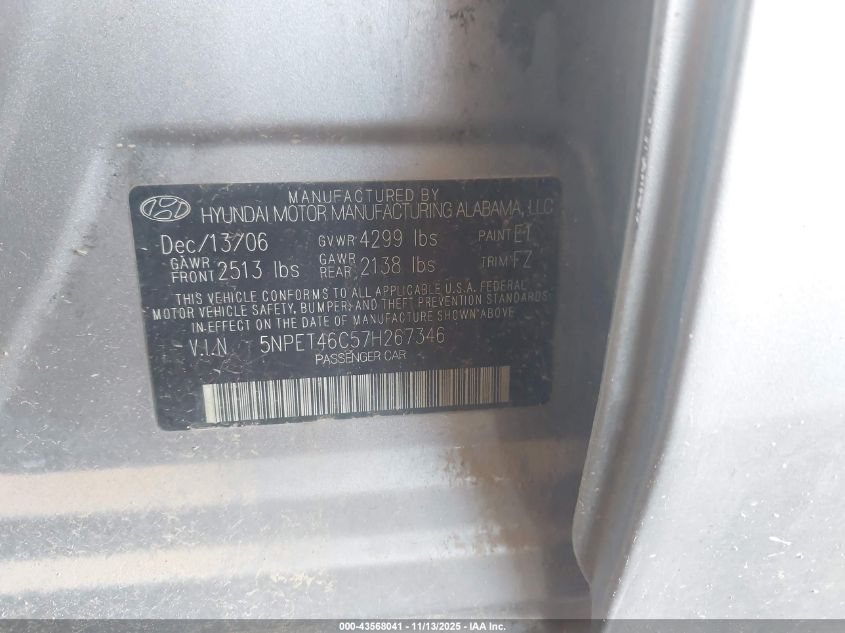 MANUFACTURED BY
HYUNDAI MOTOR MANUFACTURING ALABAMA, LLC
Dec/13/06 GVWR 4299 lbs PAINT E1
GAWR FRONT 2513 lbs GAWR REAR 2138 lbs TRIM FZ
THIS VEHICLE CONFORMS TO ALL APPLICABLE U.S.A. FEDERAL
MOTOR VEHICLE SAFETY, BUMPER, AND THEFT PREVENTION STANDARDS
IN EFFECT ON THE DATE OF MANUFACTURE SHOWN ABOVE
V.I.N 5NPET46C57H267346
PASSENGER CAR
000-43568041 - 11/13/2025 - IAA Inc.